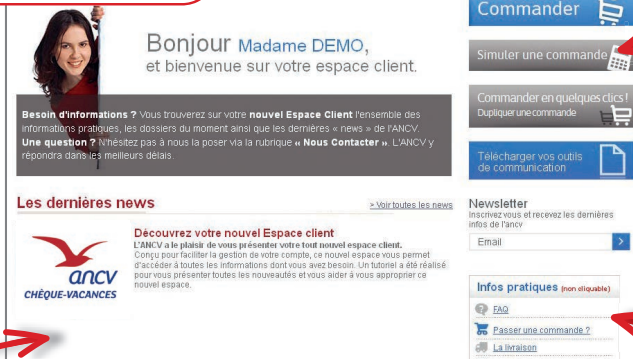 Commander
Bonjour Madame DEMO,
et bienvenue sur votre espace client.
Simuler une commande
Commander en quelques clics !
Dupliquer une commande
Besoin d'informations ? Vous trouverez sur votre nouvel Espace Client l'ensemble des
informations pratiques, les dossiers du moment ainsi que les dernières « news » de l'ANCV.
Une question ? N'hésitez pas à nous la poser via la rubrique « Nous Contacter ». L'ANCV y
répondra dans les meilleurs délais.
Télécharger vos outils
de communication
Les dernières news
> Voir toutes les news
Newsletter
Inscrivez vous et recevez les dernières
infos de l'ancv
Email
>
Découvrez votre nouvel Espace client
L'ANCV a le plaisir de vous présenter votre tout nouvel espace client.
Conçu pour faciliter la gestion de votre compte, ce nouvel espace vous permet
d'accéder à toutes les informations dont vous avez besoin. Un tutoriel a été réalisé
pour vous présenter toutes les nouveautés et vous aider à vous approprier ce
nouvel espace.
ancv
CHÈQUE-VACANCES
Infos pratiques (non cliquable)
FAQ
Passer une commande ?
La livraison